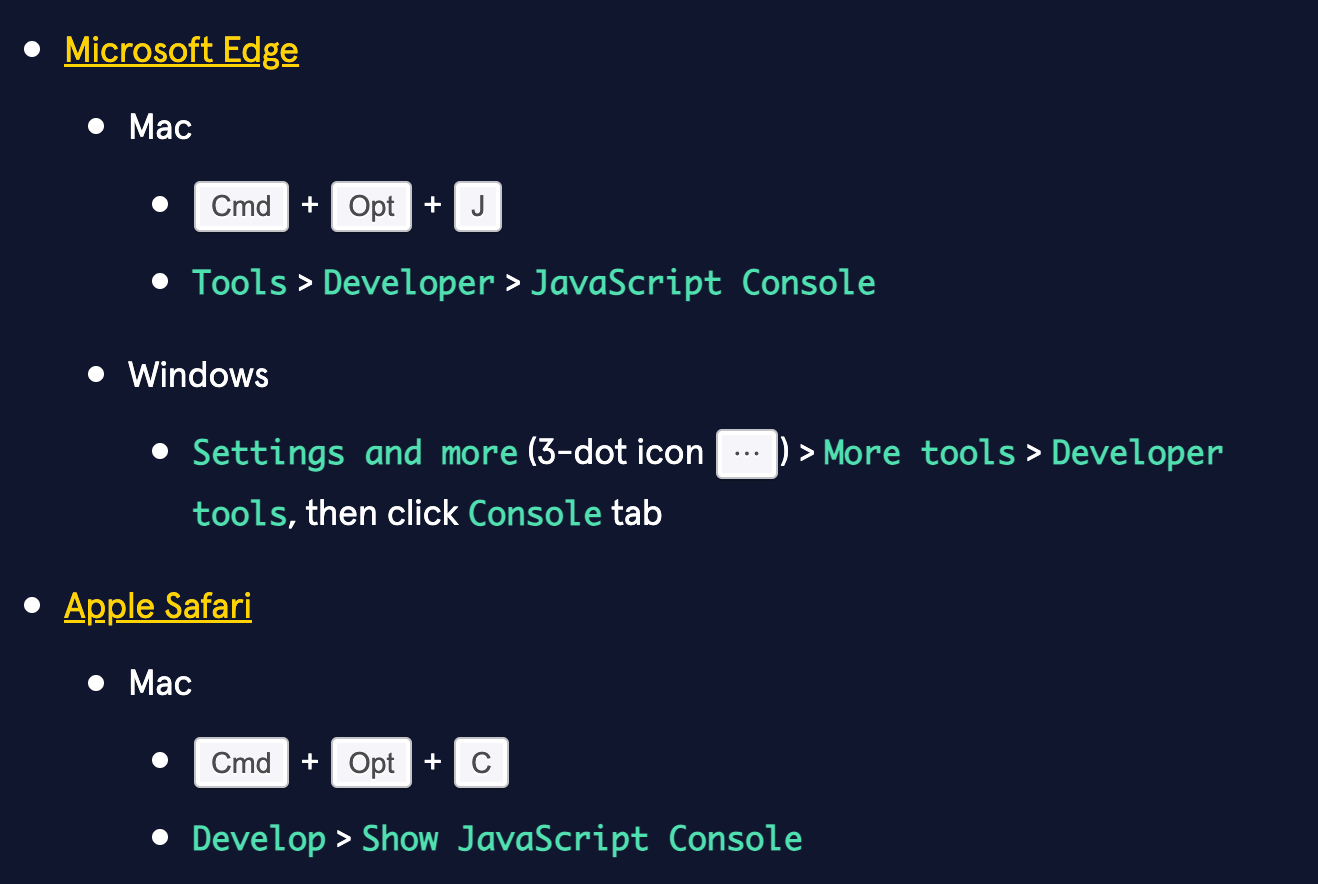 Microsoft Edge
Mac
Cmd + Opt + J
Tools > Developer > JavaScript Console
Windows
Settings and more (3-dot icon ...) > More tools > Developer
tools, then click Console tab
Apple Safari
Mac
Cmd + Opt + C
Develop > Show JavaScript Console